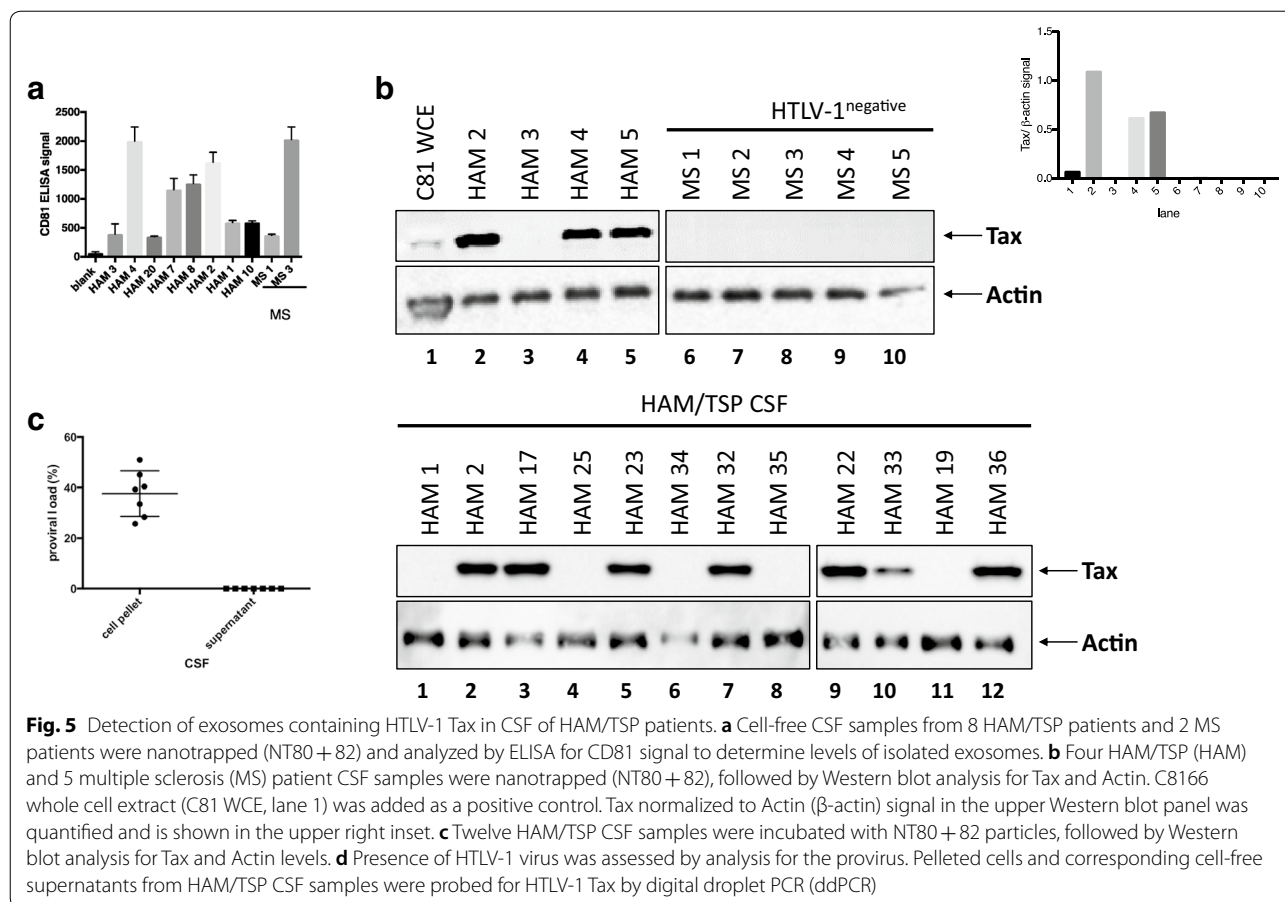 a
CD81 ELISA signal
2500
2000
1500
1000
500
0
blank
HAM 3
HAM 4
HAM 20
HAM 7
HAM 8
HAM 2
HAM 1
HAM 10
MS 1
MS 3
MS
b
C81 WCE
HAM 2
HAM 3
HAM 4
HAM 5
HTLV-1negative
MS 1
MS 2
MS 3
MS 4
MS 5
Tax
Actin
1 2 3 4 5 6 7 8 9 10
Tax/ β-actin signal
1.5
1.0
0.5
0.0
1 2 3 4 5 6 7 8 9 10
lane
c
proviral load (%)
60
40
20
0
cell pellet
supernatant
CSF
HAM/TSP CSF
HAM 1
HAM 2
HAM 17
HAM 25
HAM 23
HAM 34
HAM 32
HAM 35
HAM 22
HAM 33
HAM 19
HAM 36
Tax
Actin
1 2 3 4 5 6 7 8 9 10 11 12
Fig. 5 Detection of exosomes containing HTLV-1 Tax in CSF of HAM/TSP patients. a Cell-free CSF samples from 8 HAM/TSP patients and 2 MS
patients were nanotrapped (NT80 + 82) and analyzed by ELISA for CD81 signal to determine levels of isolated exosomes. b Four HAM/TSP (HAM)
and 5 multiple sclerosis (MS) patient CSF samples were nanotrapped (NT80 + 82), followed by Western blot analysis for Tax and Actin. C8166
whole cell extract (C81 WCE, lane 1) was added as a positive control. Tax normalized to Actin (β-actin) signal in the upper Western blot panel was
quantified and is shown in the upper right inset. c Twelve HAM/TSP CSF samples were incubated with NT80 + 82 particles, followed by Western
blot analysis for Tax and Actin levels. d Presence of HTLV-1 virus was assessed by analysis for the provirus. Pelleted cells and corresponding cell-free
supernatants from HAM/TSP CSF samples were probed for HTLV-1 Tax by digital droplet PCR (ddPCR)